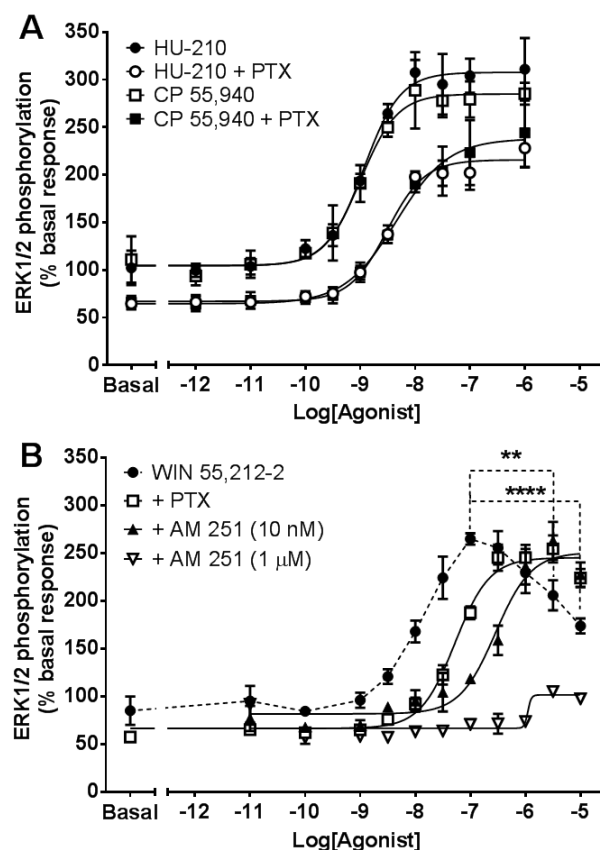 A
ERK1/2 phosphorylation
(% basal response)
350
300
250
200
150
100
50
0
HU-210
HU-210 + PTX
CP 55,940
CP 55,940 + PTX
Basal -12 -11 -10 -9 -8 -7 -6 -5
Log[Agonist]
B
ERK1/2 phosphorylation
(% basal response)
350
300
250
200
150
100
50
0
WIN 55,212-2
+ PTX
+ AM 251 (10 nM)
+ AM 251 (1 μM)
**
****
Basal -12 -11 -10 -9 -8 -7 -6 -5
Log[Agonist]